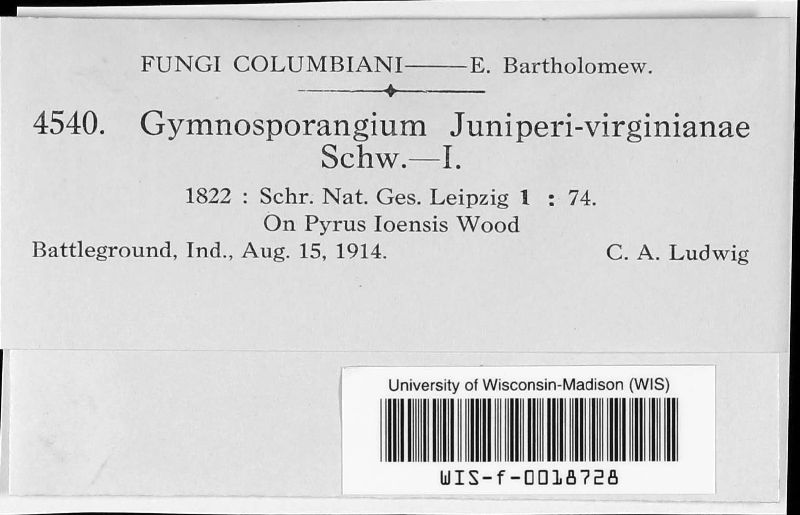 FUNGI COLUMBIANI——E. Bartholomew.
4540. Gymnosporangium Juniperi-virginianae
Schw.—I.
1822 : Schr. Nat. Ges. Leipzig 1 : 74.
On Pyrus Ioensis Wood
Battleground, Ind., Aug. 15, 1914. C. A. Ludwig
University of Wisconsin-Madison (WIS)
WIS-f-0018728